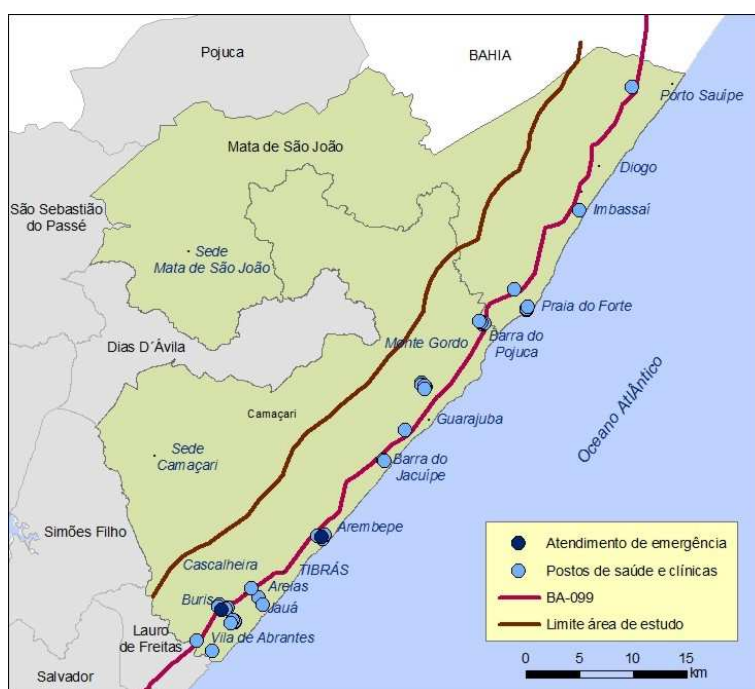 Pojuca
BAHIA
Porto Sauípe
Mata de São João
Diogo
São Sebastião
do Passé
Imbassaí
Sede
Mata de São João
Praia do Forte
Monte Gordo
Barra do
Pojuca
Dias D´Ávila
Camaçari
Guarajuba
Oceano Atlântico
Sede
Camaçari
Barra do
Jacuípe
Simões Filho
Arembepe
Cascalheira
TIBRÁS
Areias
Buris
Jauá
Lauro
de Freitas
Vila de Abrantes
Salvador
Atendimento de emergência
Postos de saúde e clínicas
BA-099
Limite área de estudo
0 5 10 15
km